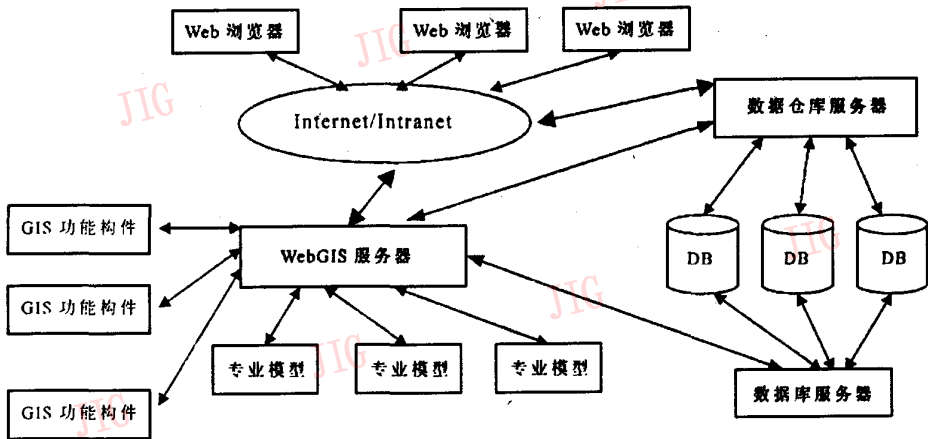 Web 浏览器
Web 浏览器
Web 浏览器
JIG
JIG
JIG
Internet/Intranet
数据仓库服务器
GIS 功能构件
WebGIS 服务器
DB
DB
DB
JIG
GIS 功能构件
JIG
专业模型
专业模型
专业模型
JIG
数据库服务器
GIS 功能构件
JIG